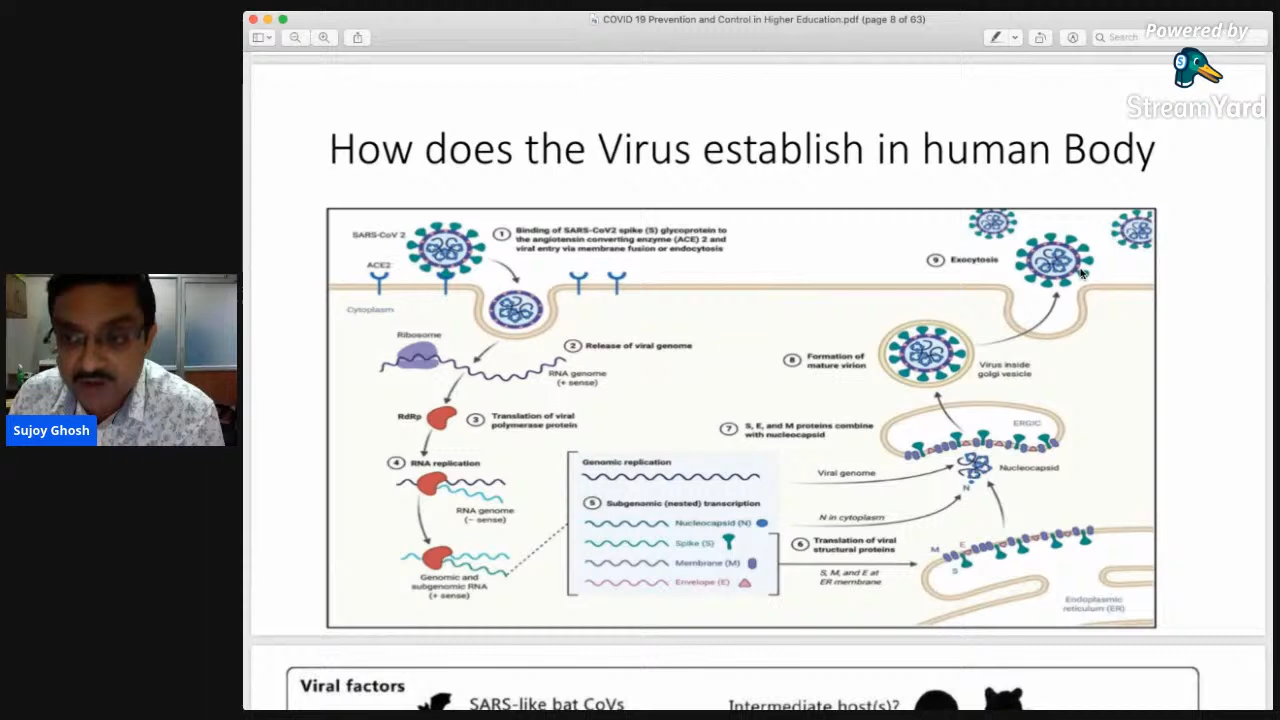 COVID 19 Prevention and Control in Higher Education.pdf (page 8 of 63)
Search
Powered by
StreamYard
How does the Virus establish in human Body
SARS-CoV 2
ACE2
1 Binding of SARS-CoV2 spike (S) glycoprotein to
the angiotensin converting enzyme (ACE) 2 and
viral entry via membrane fusion or endocytosis
9 Exocytosis
Cytoplasm
Ribosome
2 Release of viral genome
RNA genome
(+ sense)
8 Formation of
mature virion
Virus inside
golgi vesicle
RdRp
3 Translation of viral
polymerase protein
7 S, E, and M proteins combine
with nucleocapsid
ERGIC
4 RNA replication
Genomic replication
Viral genome
Nucleocapsid
N
RNA genome
(− sense)
5 Subgenomic (nested) transcription
Nucleocapsid (N)
Spike (S)
Membrane (M)
Envelope (E)
N in cytoplasm
6 Translation of viral
structural proteins
S, M, and E at
ER membrane
M
E
S
Genomic and
subgenomic RNA
(+ sense)
Endoplasmic
reticulum (ER)
Sujoy Ghosh
Viral factors
SARS-like bat CoVs
Intermediate host(s)?